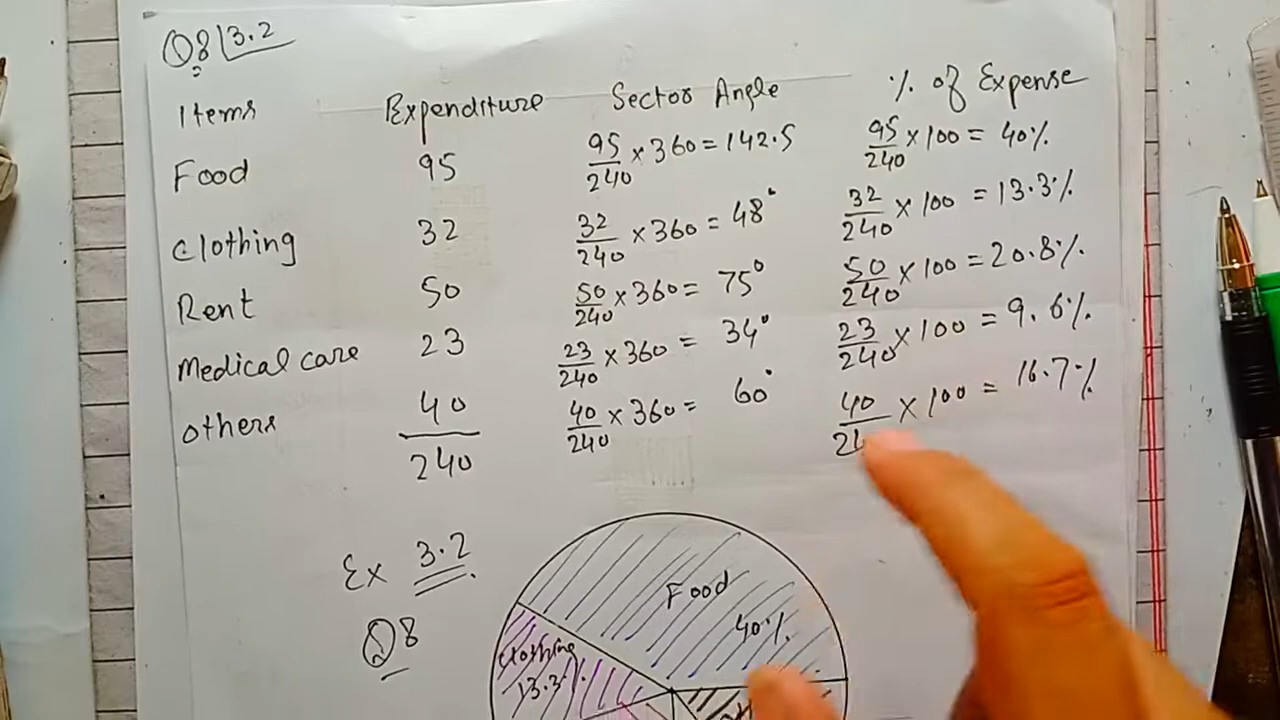 Q8 | 3.2
Items Expenditure Sector Angle % of Expense
Food 95 95/240 × 360 = 142.5 95/240 × 100 = 40%
Clothing 32 32/240 × 360 = 48° 32/240 × 100 = 13.3%
Rent 50 50/240 × 360 = 75° 50/240 × 100 = 20.8%
Medical care 23 23/240 × 360 = 34° 23/240 × 100 = 9.6%
others 40 40/240 × 360 = 60° 40/24 × 100 = 16.7%
240
Ex 3.2
Q8
Food
40%
Clothing
13.3%